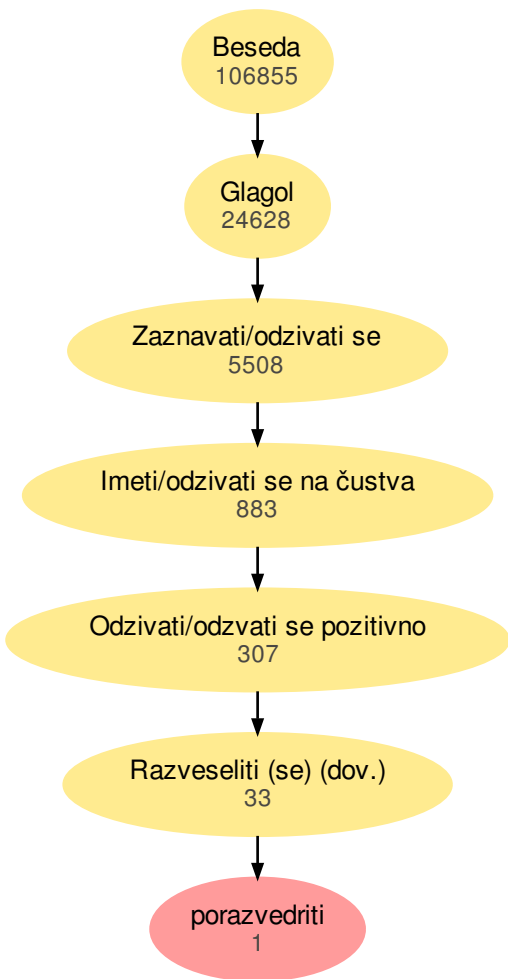 Beseda
106855
Glagol
24628
Zaznavati/odzivati se
5508
Imeti/odzivati se na čustva
883
Odzivati/odzvati se pozitivno
307
Razveseliti (se) (dov.)
33
porazvedriti
1